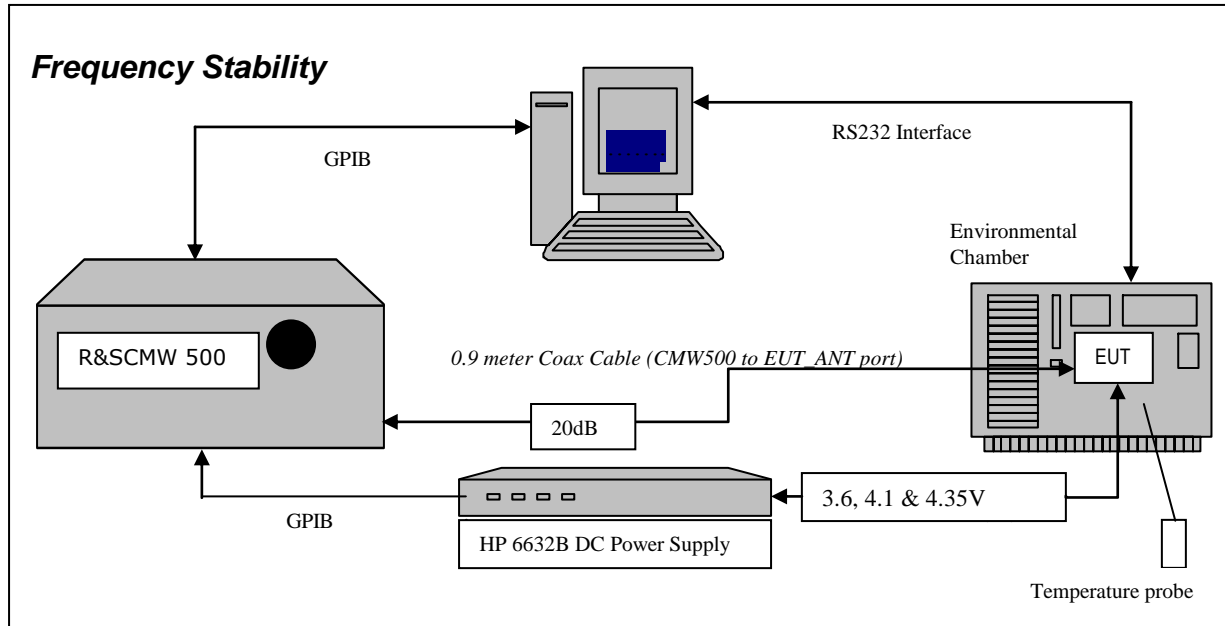 Frequency Stability
GPIB
RS232 Interface
Environmental
Chamber
R&SCMW 500
0.9 meter Coax Cable (CMW500 to EUT_ANT port)
EUT
20dB
3.6, 4.1 & 4.35V
GPIB
HP 6632B DC Power Supply
Temperature probe